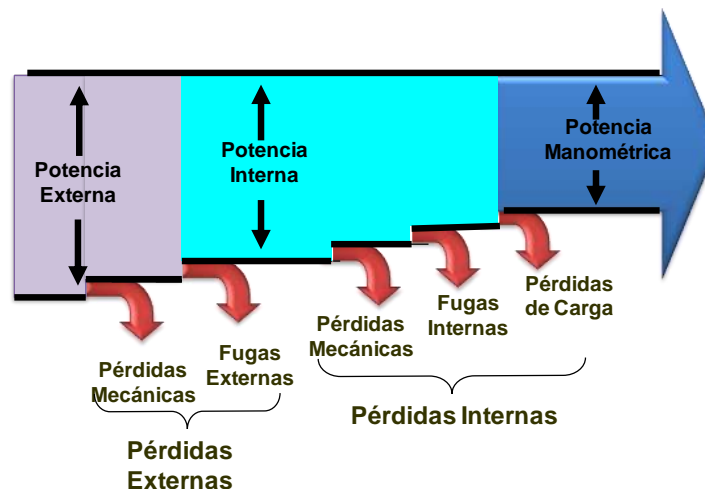 Potencia
Externa
Potencia
Interna
Potencia
Manométrica
Pérdidas
Mecánicas
Fugas
Externas
Pérdidas
Mecánicas
Fugas
Internas
Pérdidas
de Carga
Pérdidas
Externas
Pérdidas Internas